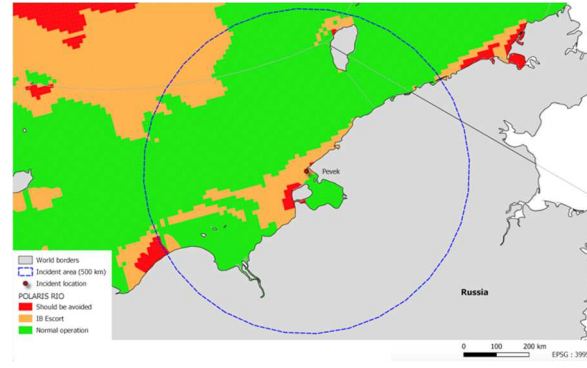 Pevek
World borders
Incident area (500 km)
Incident location
POLARIS RIO
Should be avoided
IB Escort
Normal operation
Russia
0 100 200 km
EPSG : 399